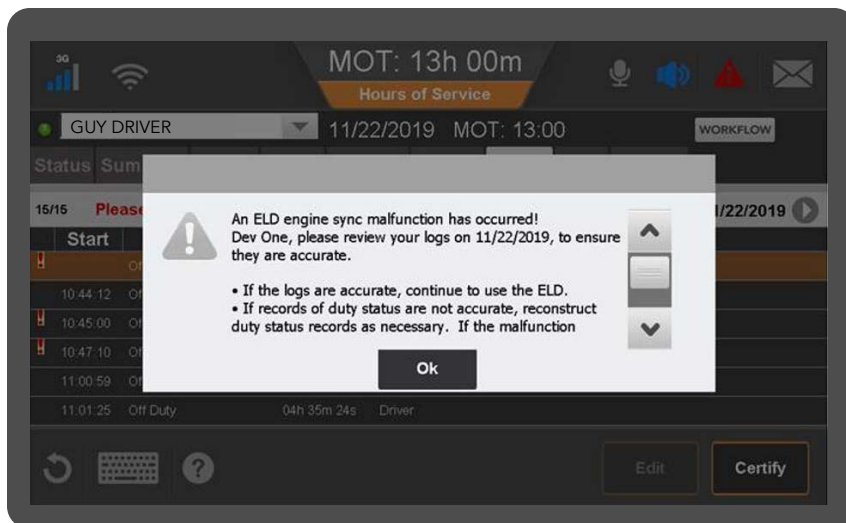 3G
MOT: 13h 00m
Hours of Service
GUY DRIVER
11/22/2019 MOT: 13:00
WORKFLOW
Status Sum
15/15 Please
1/22/2019
Start
An ELD engine sync malfunction has occurred!
Dev One, please review your logs on 11/22/2019, to ensure
they are accurate.
• If the logs are accurate, continue to use the ELD.
• If records of duty status are not accurate, reconstruct
duty status records as necessary. If the malfunction
Ok
Of
10:44:12 Of
10:45:00 Of
10:47:10 Of
11:00:59 Of
11:01:25 Off Duty 04h 35m 24s Driver
Edit
Certify